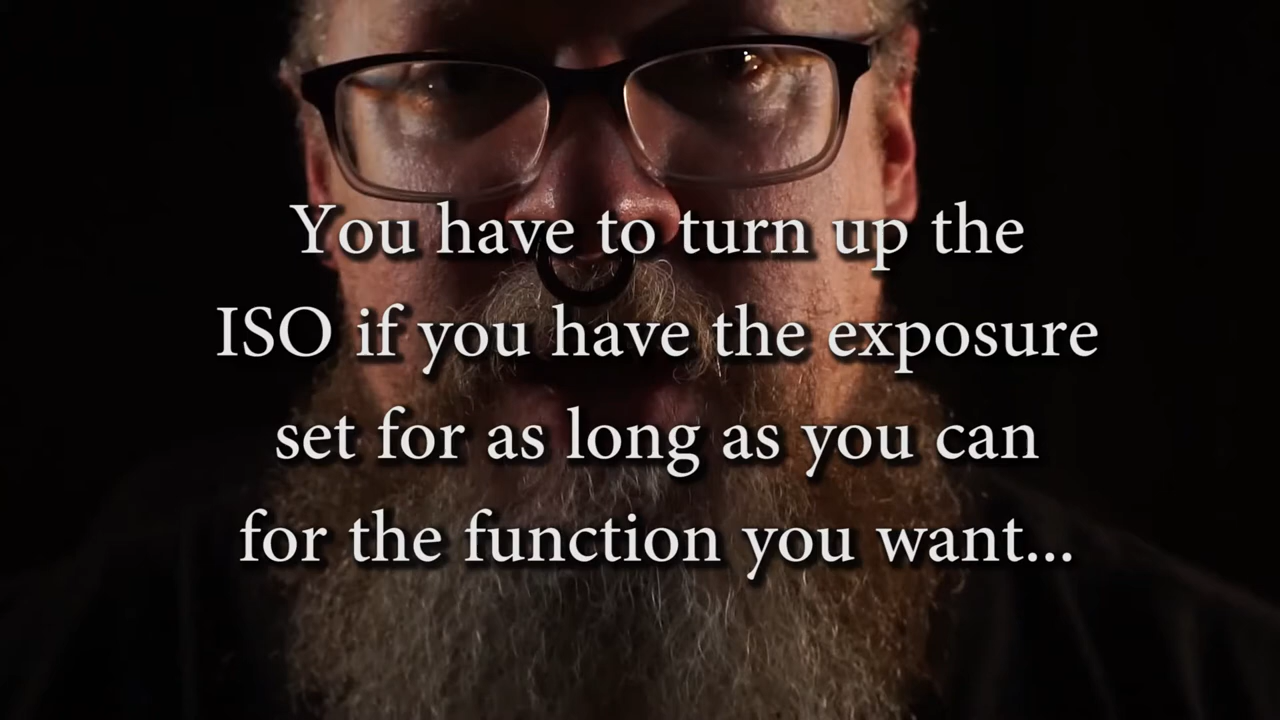 You have to turn up the
ISO if you have the exposure
set for as long as you can
for the function you want...